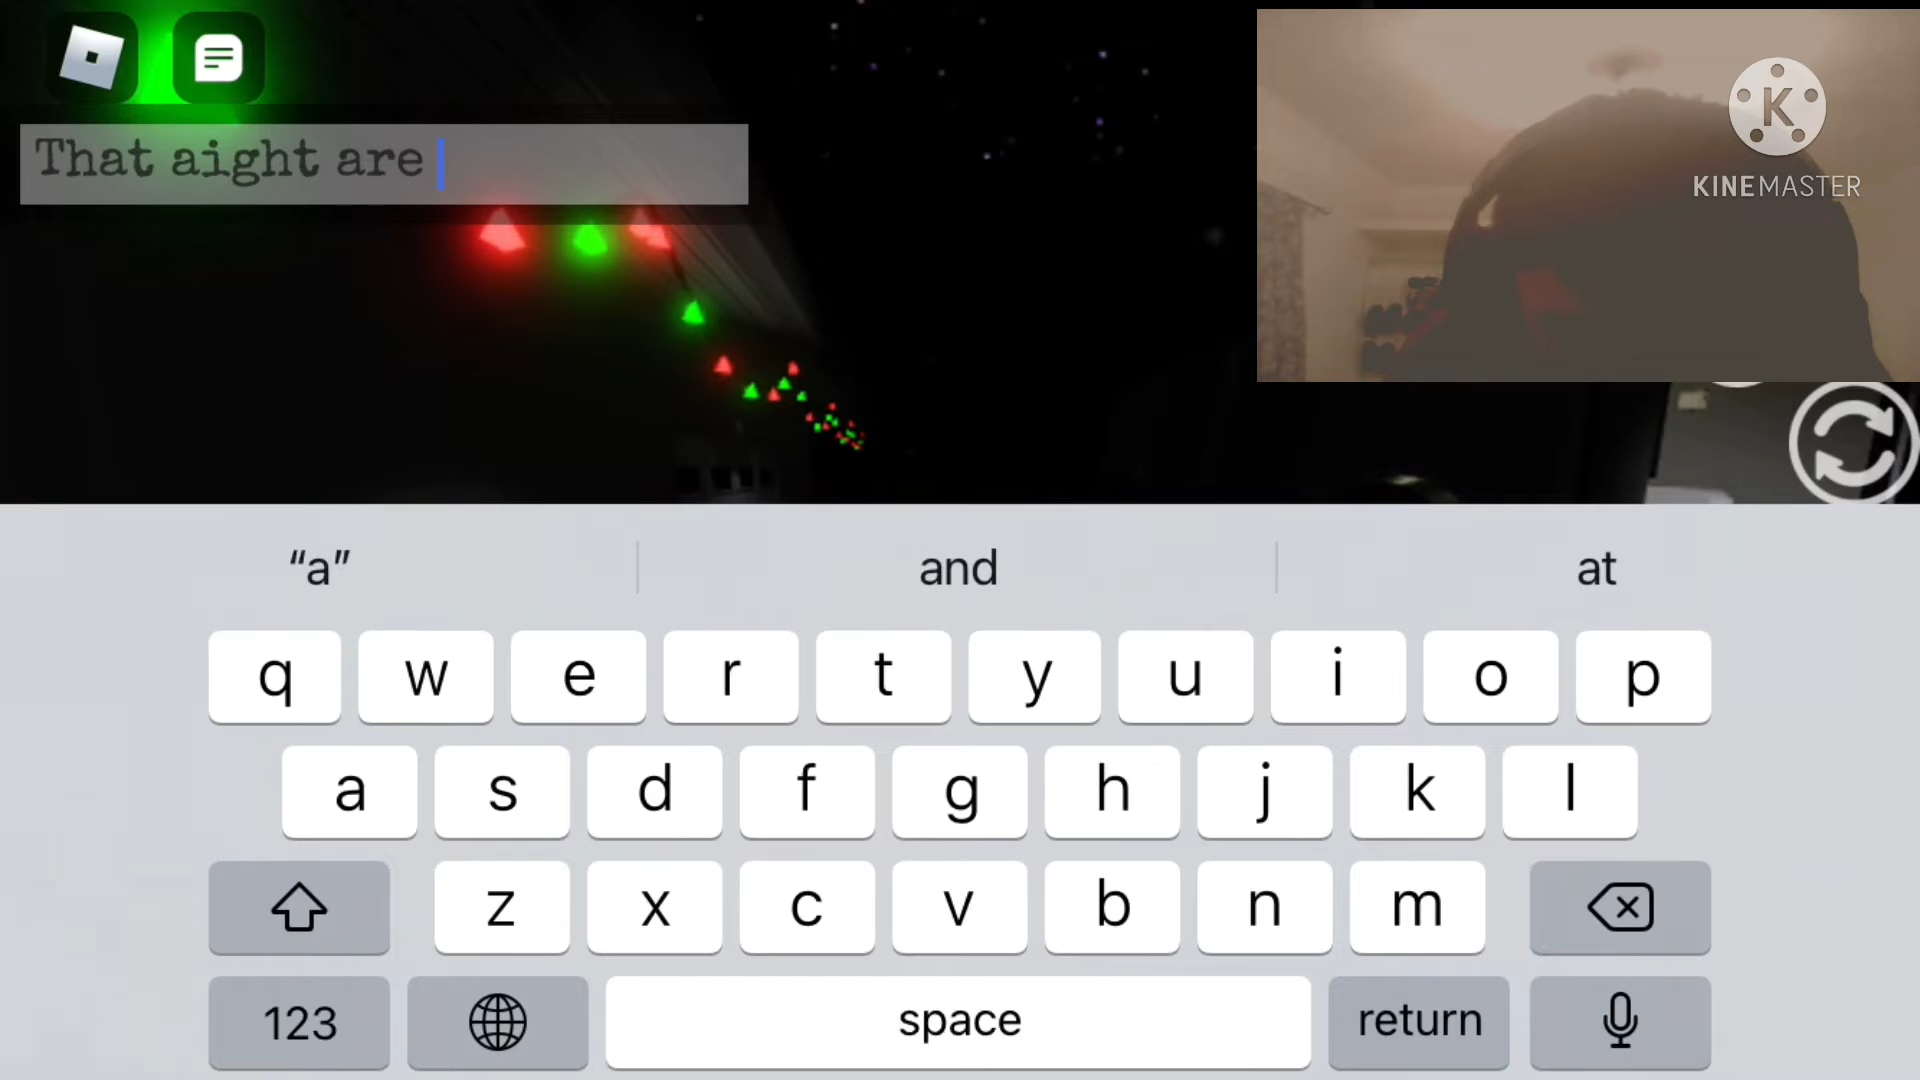 That aight are
K
KINEMASTER
“a” and at
q w e r t y u i o p
a s d f g h j k l
z x c v b n m
123 space return